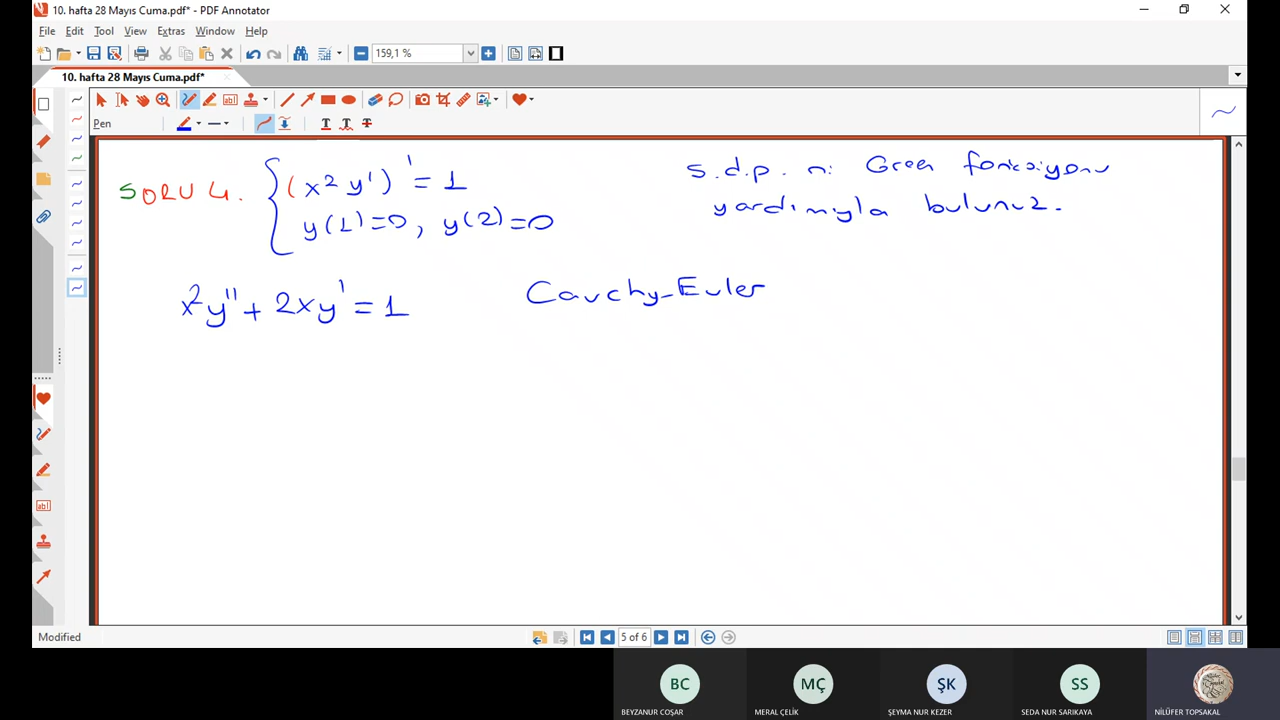 10. hafta 28 Mayıs Cuma.pdf* - PDF Annotator
File Edit Tool View Extras Window Help
159,1 %
10. hafta 28 Mayıs Cuma.pdf*
Pen
SORU 4. (x² y')' = 1
y(1)=0, y(2)=0
s.d.p. ni Green fonksiyonu
yardımıyla bulunuz.
x²y'' + 2xy' = 1 Cauchy-Euler
Modified
5 of 6
BC MÇ ŞK SS
BEYZANUR COŞAR MERAL ÇELİK ŞEYMA NUR KEZER SEDA NUR SARIKAYA NİLÜFER TOPSAKAL